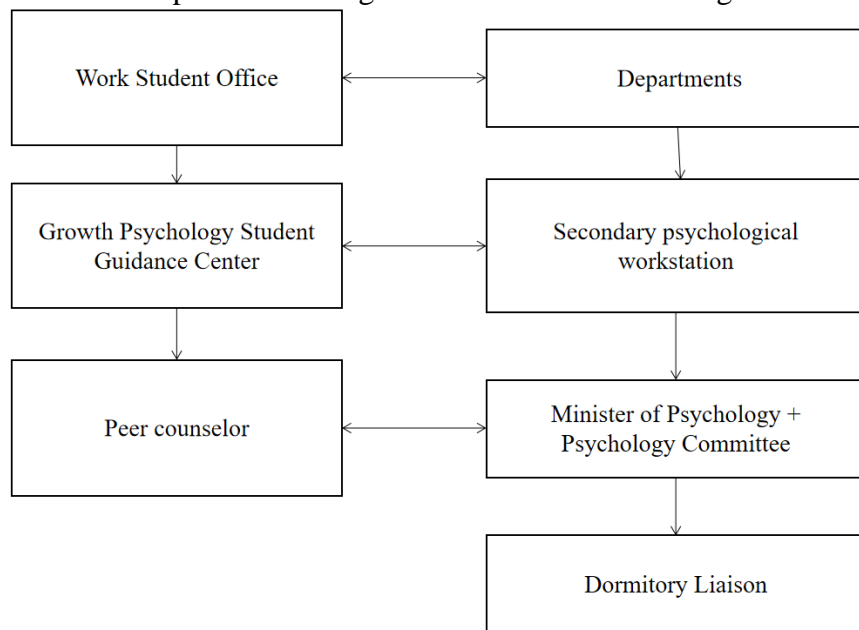 Work Student Office
Departments
Growth Psychology Student
Guidance Center
Secondary psychological
workstation
Peer counselor
Minister of Psychology +
Psychology Committee
Dormitory Liaison